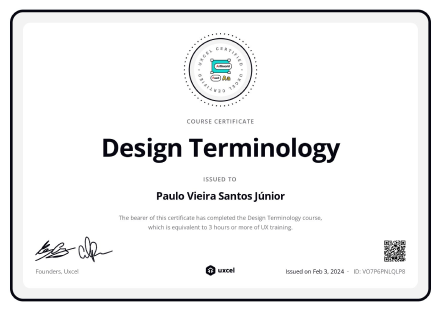 UXCEL CERTIFIED
UXCEL CERTIFIED
COURSE CERTIFICATE
Design Terminology
ISSUED TO
Paulo Vieira Santos Júnior
The bearer of this certificate has completed the Design Terminology course,
which is equivalent to 3 hours or more of UX training
Founders, Uxcel
uxcel
Issued on Feb 3, 2024 · ID: VD7P6PNLQLP8